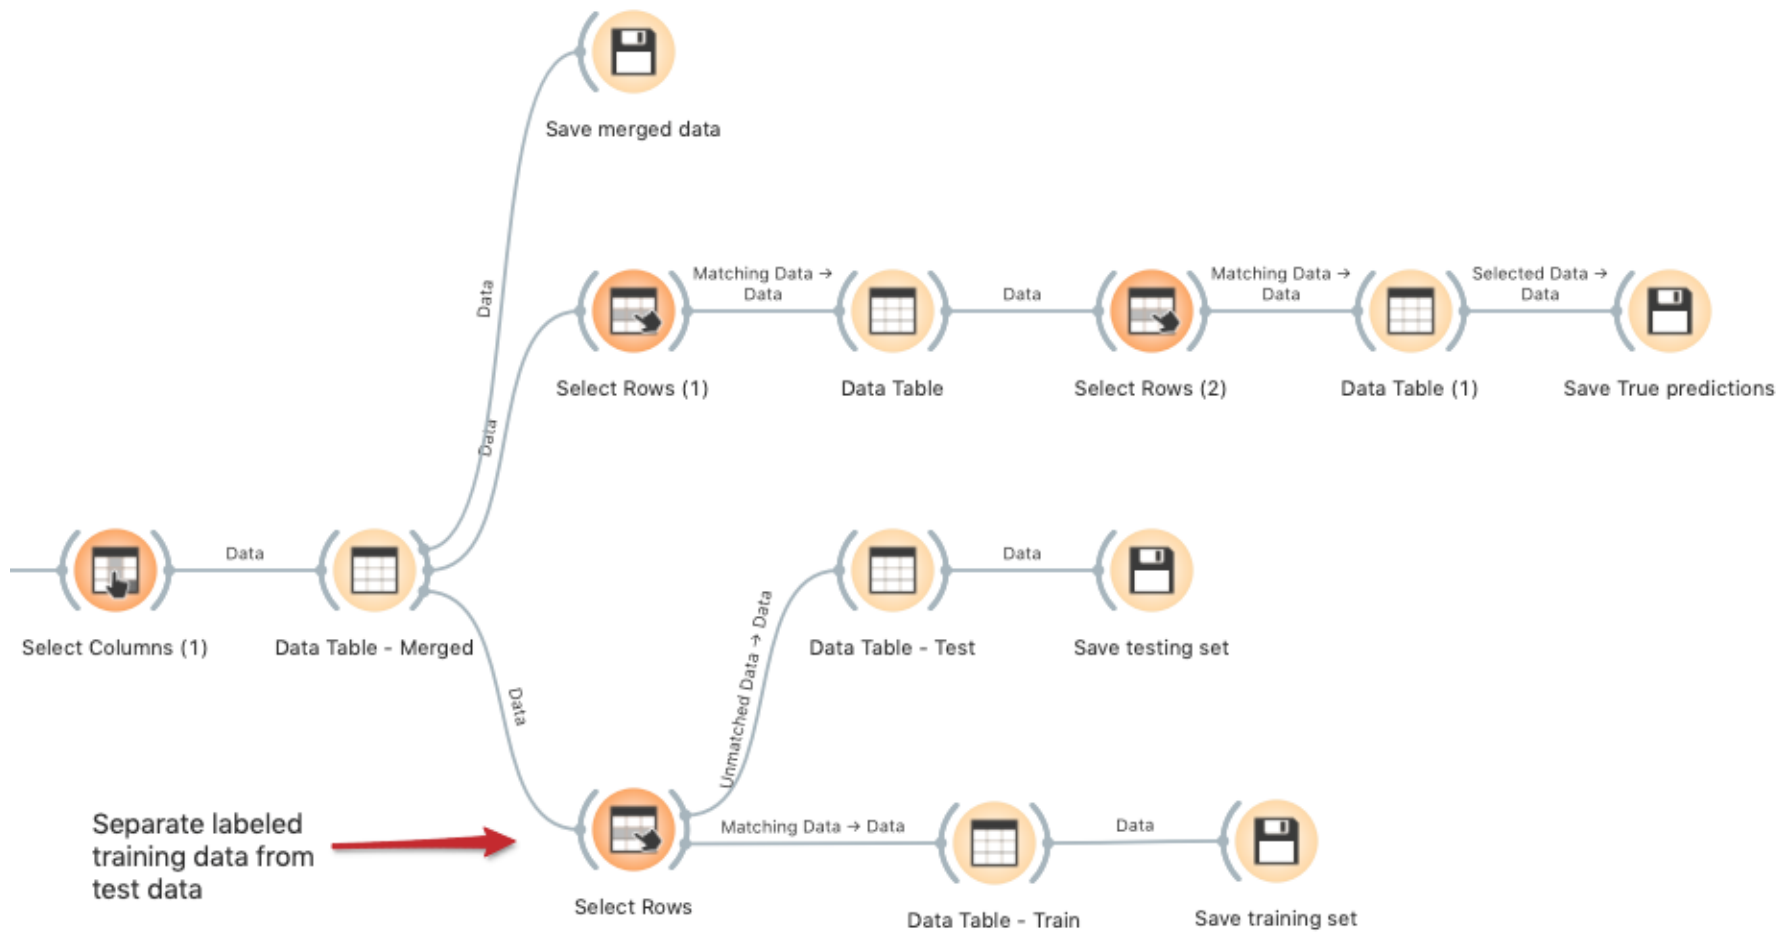 Save merged data
Data
Matching Data →
Data
Data
Matching Data →
Data
Selected Data →
Data
Select Rows (1)
Data Table
Select Rows (2)
Data Table (1)
Save True predictions
Data
Data
Data
Select Columns (1)
Data Table - Merged
Data Table - Test
Save testing set
Unmatched Data → Data
Data
Separate labeled
training data from
test data
Matching Data → Data
Data
Select Rows
Data Table - Train
Save training set